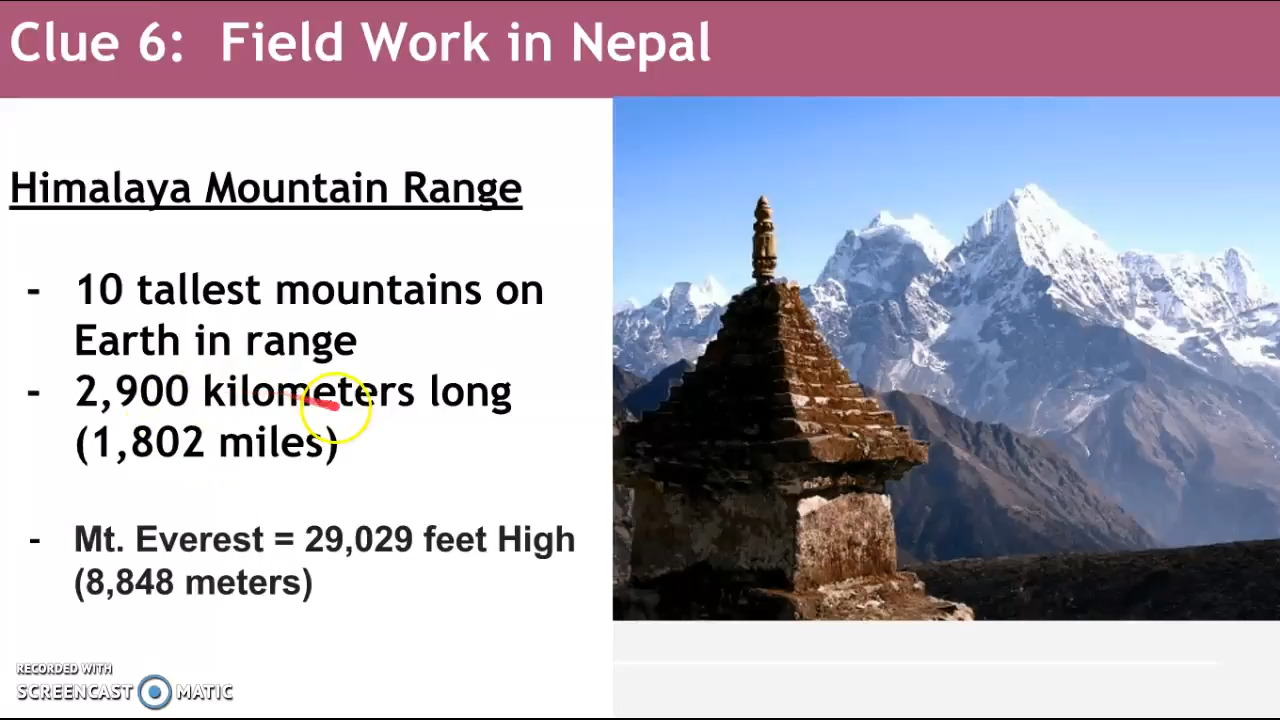 Clue 6: Field Work in Nepal
Himalaya Mountain Range
- 10 tallest mountains on
Earth in range
- 2,900 kilometers long
(1,802 miles)
- Mt. Everest = 29,029 feet High
(8,848 meters)
RECORDED WITH
SCREENCAST MATIC